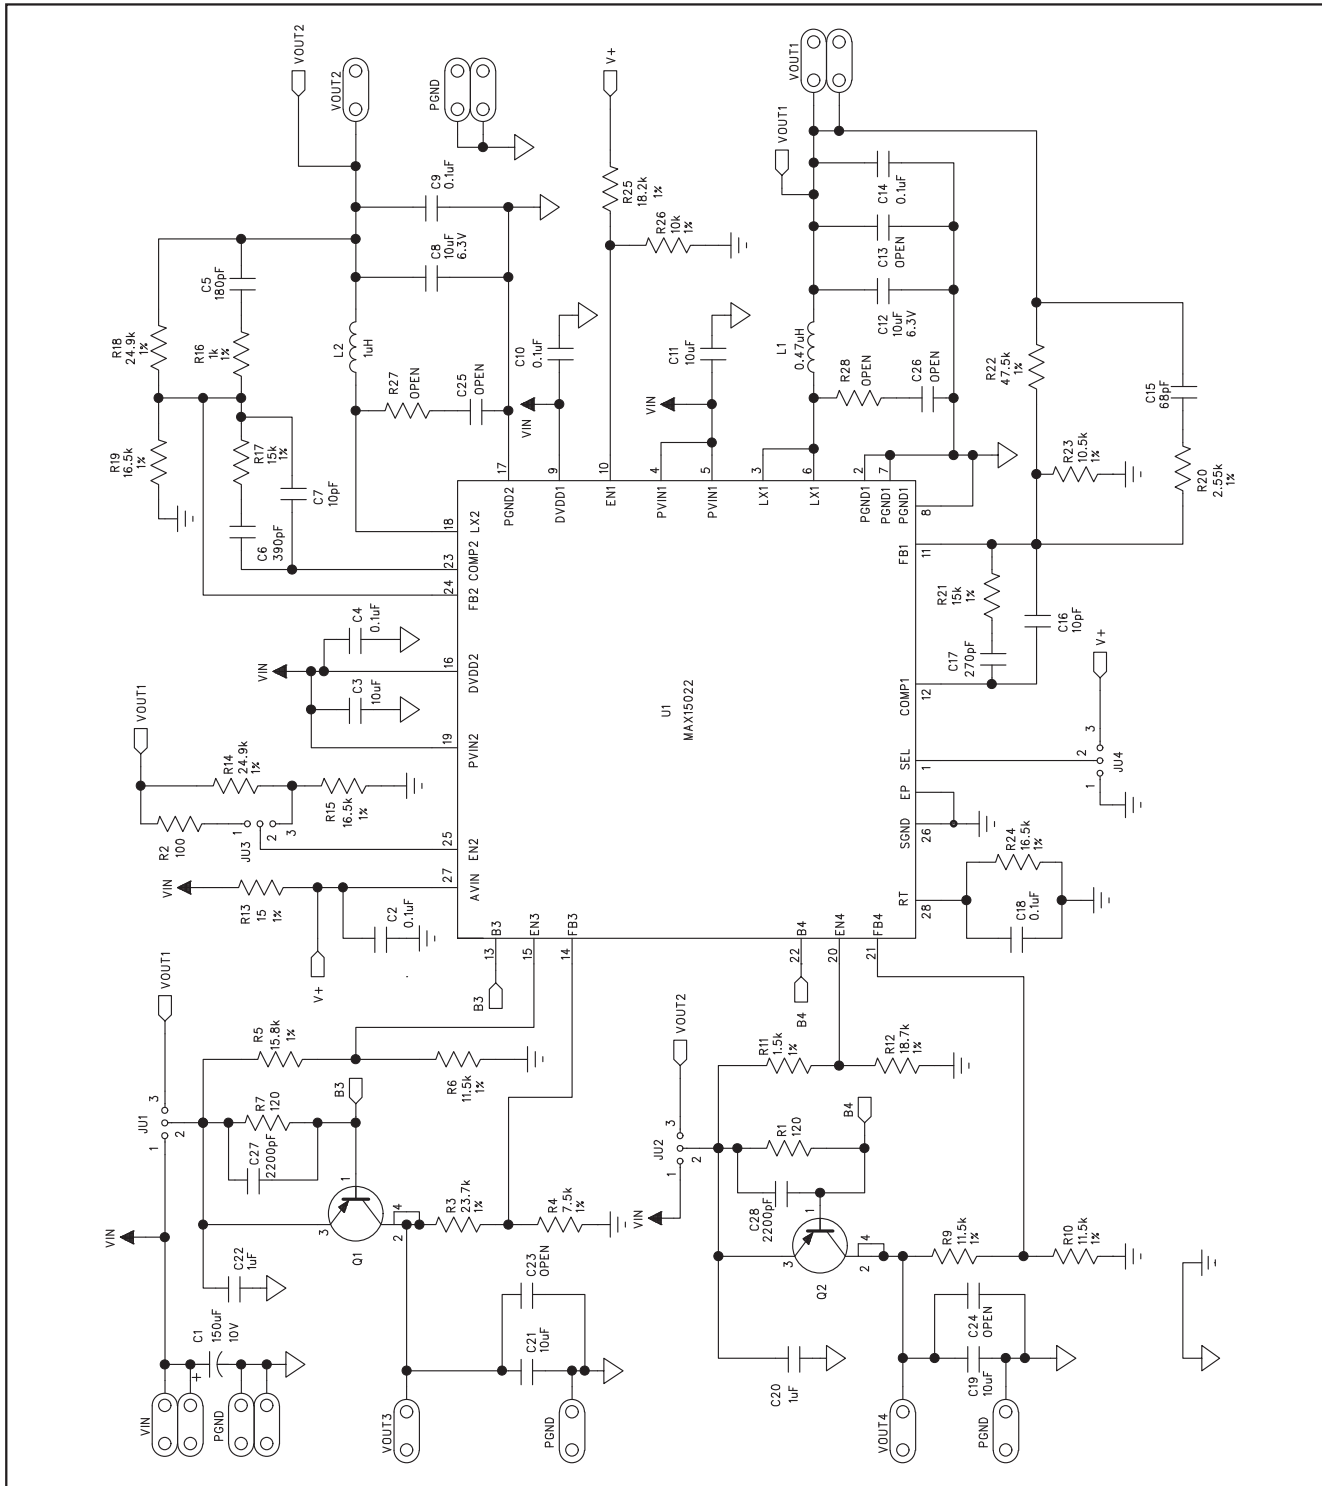 VIN
PGND
C1
150uF
10V
+
VIN
C22
1uF
JU1
1
2
3
VOUT1
C27
2200pF
R7
120
B3
R5
15.8k
1%
R6
11.5k
1%
Q1
3
1
2
4
R3
23.7k
1%
R4
7.5k
1%
VOUT3
C21
10uF
C23
OPEN
PGND
VIN
JU2
1
2
3
VOUT2
R11
1.5k
1%
R12
18.7k
1%
R1
120
B4
C28
2200pF
Q2
3
1
2
4
R9
11.5k
1%
R10
11.5k
1%
C20
1uF
C24
OPEN
C19
10uF
VOUT4
PGND
VIN
R13
15
1%
V+
C2
0.1uF
R2
100
JU3
1
2
3
VOUT1
R14
24.9k
1%
R15
16.5k
1%
VIN
C3
10uF
C4
0.1uF
R19
16.5k
1%
R18
24.9k
1%
R16
1k
1%
C5
180pF
R17
15k
1%
C6
390pF
C7
10pF
VOUT2
VOUT2
L2
1uH
R27
OPEN
C25
OPEN
C8
10uF
6.3V
C9
0.1uF
PGND
VIN
C10
0.1uF
V+
R25
18.2k
1%
R26
10k
1%
VIN
C11
10uF
VOUT1
VOUT1
L1
0.47uH
R28
OPEN
C26
OPEN
C12
10uF
6.3V
C13
OPEN
C14
0.1uF
R22
47.5k
1%
R23
10.5k
1%
C15
68pF
R20
2.55k
1%
R21
15k
1%
C17
270pF
C16
10pF
V+
JU4
1
2
3
R24
16.5k
1%
C18
0.1uF
U1
MAX15022
27
AVIN
25
EN2
19
PVIN2
16
DVDD2
24
FB2
23
COMP2
18
LX2
B3
13
B3
15
EN3
14
FB3
B4
22
B4
20
EN4
21
FB4
17
PGND2
9
DVDD1
10
EN1
4
PVIN1
5
PVIN1
3
LX1
6
LX1
2
PGND1
7
PGND1
8
PGND1
11
FB1
12
COMP1
1
SEL
EP
26
SGND
28
RT